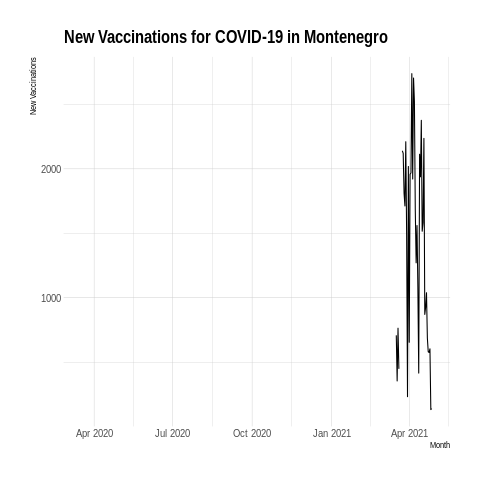 New Vaccinations for COVID-19 in Montenegro
New Vaccinations
2000
1000
Apr 2020
Jul 2020
Oct 2020
Jan 2021
Apr 2021
Month